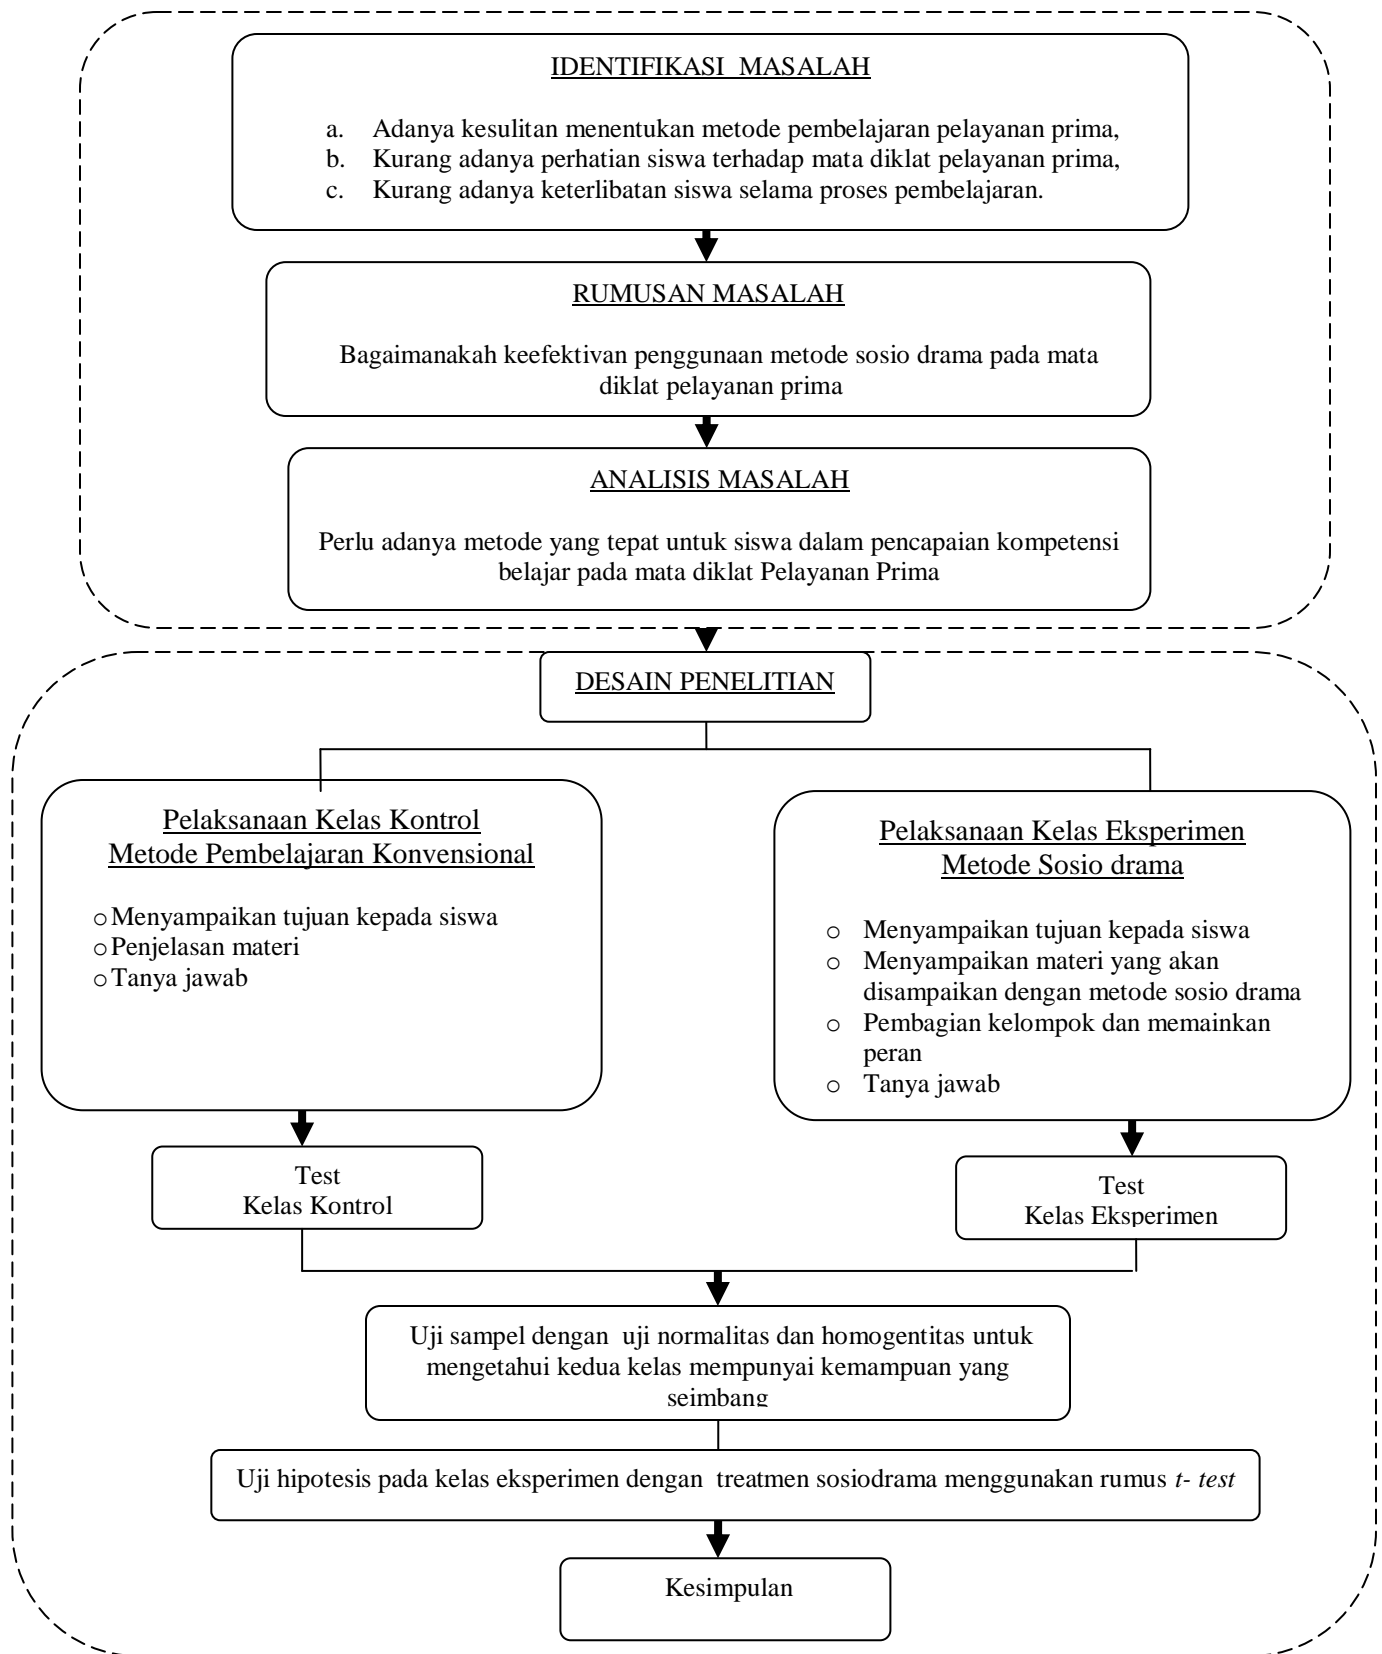 IDENTIFIKASI MASALAH
a. Adanya kesulitan menentukan metode pembelajaran pelayanan prima,
b. Kurang adanya perhatian siswa terhadap mata diklat pelayanan prima,
c. Kurang adanya keterlibatan siswa selama proses pembelajaran.
RUMUSAN MASALAH
Bagaimanakah keefektivan penggunaan metode sosio drama pada mata
diklat pelayanan prima
ANALISIS MASALAH
Perlu adanya metode yang tepat untuk siswa dalam pencapaian kompetensi
belajar pada mata diklat Pelayanan Prima
DESAIN PENELITIAN
Pelaksanaan Kelas Kontrol
Metode Pembelajaran Konvensional
o Menyampaikan tujuan kepada siswa
o Penjelasan materi
o Tanya jawab
Pelaksanaan Kelas Eksperimen
Metode Sosio drama
o Menyampaikan tujuan kepada siswa
o Menyampaikan materi yang akan
disampaikan dengan metode sosio drama
o Pembagian kelompok dan memainkan
peran
o Tanya jawab
Test
Kelas Kontrol
Test
Kelas Eksperimen
Uji sampel dengan uji normalitas dan homogentitas untuk
mengetahui kedua kelas mempunyai kemampuan yang
seimbang
Uji hipotesis pada kelas eksperimen dengan treatmen sosiodrama menggunakan rumus t- test
Kesimpulan